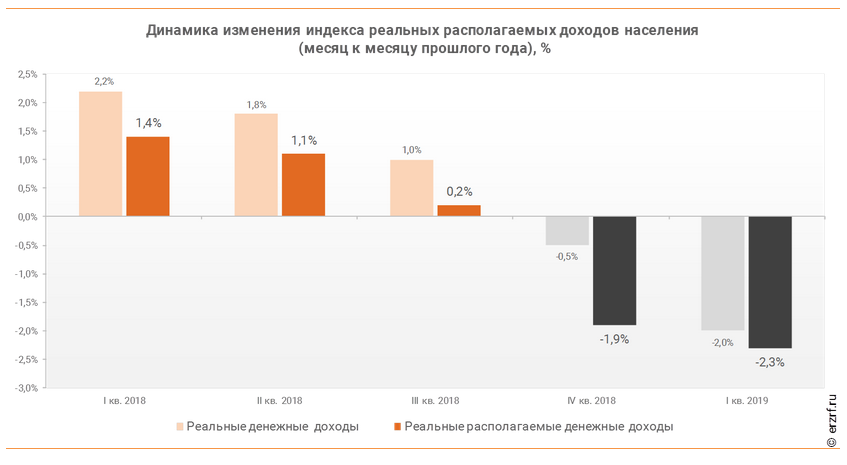 Динамика изменения индекса реальных располагаемых доходов населения
(месяц к месяцу прошлого года), %
2,5%
2,0%
1,5%
1,0%
0,5%
0,0%
-0,5%
-1,0%
-1,5%
-2,0%
-2,5%
-3,0%
2,2%
1,4%
1,8%
1,1%
1,0%
0,2%
-0,5%
-1,9%
-2,0%
-2,3%
I кв. 2018
II кв. 2018
III кв. 2018
IV кв. 2018
I кв. 2019
Реальные денежные доходы
Реальные располагаемые денежные доходы
© erzrf.ru